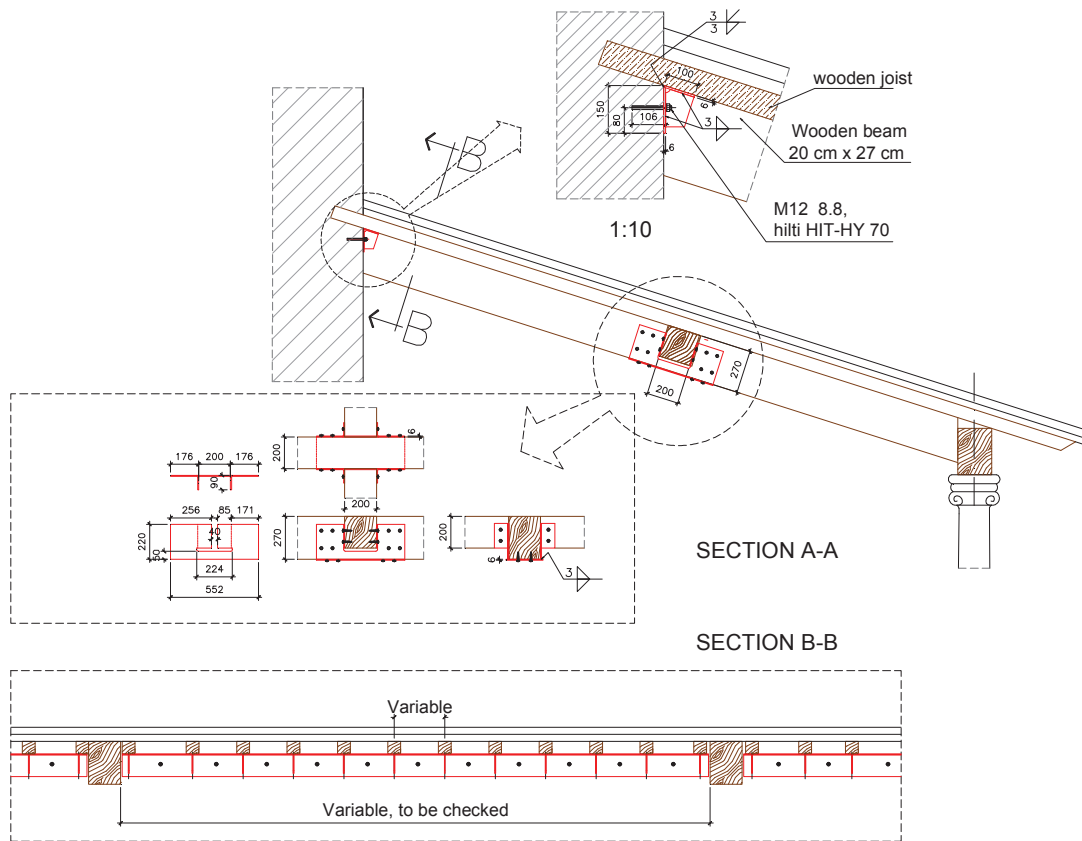 3
3
100
wooden joist
6
150
80
106
3
6
Wooden beam
20 cm x 27 cm
M12 8.8,
hilti HIT-HY 70
1:10
B
B
270
200
6
200
176 200 176
90
200
256 85 171
40
220
50
224
552
270
200
6
3
SECTION A-A
SECTION B-B
Variable
Variable, to be checked